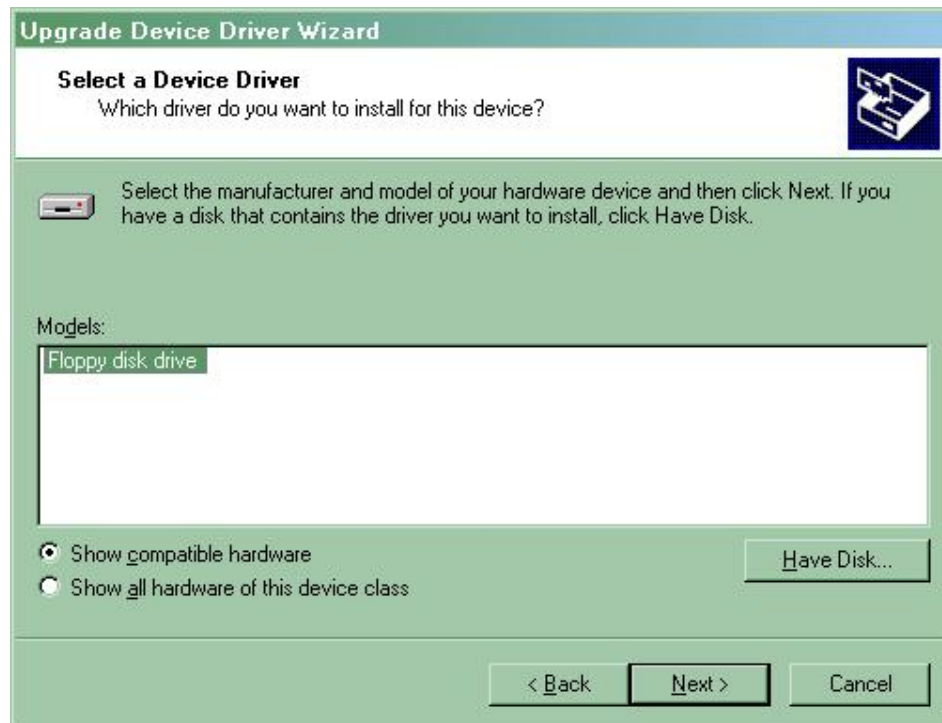 Upgrade Device Driver Wizard
Select a Device Driver
Which driver do you want to install for this device?
Select the manufacturer and model of your hardware device and then click Next. If you
have a disk that contains the driver you want to install, click Have Disk.
Models:
Floppy disk drive
Show compatible hardware
Have Disk...
Show all hardware of this device class
< Back
Next >
Cancel